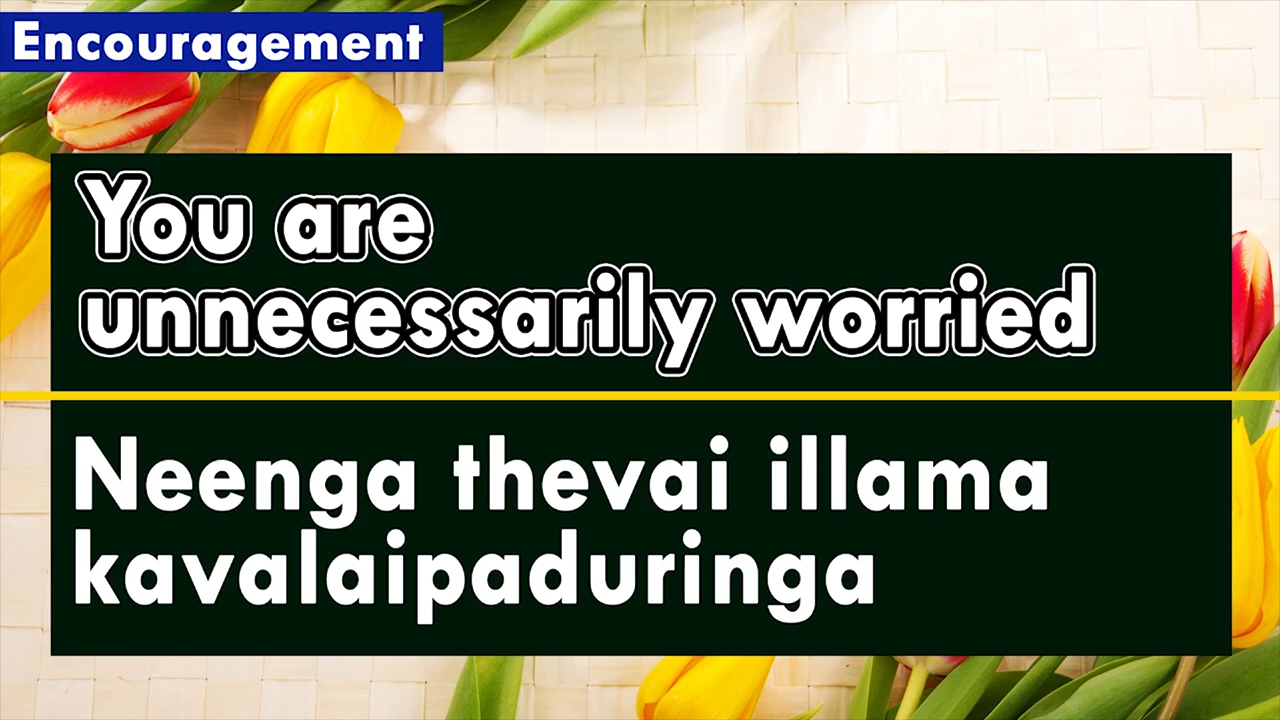 Encouragement
You are
unnecessarily worried
Neenga thevai illama
kavalaipaduringa